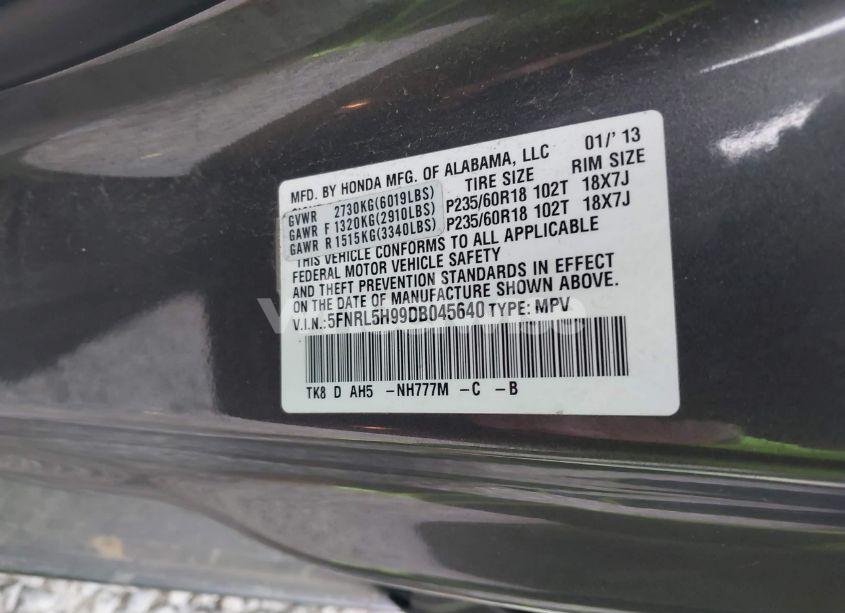 MFD. BY HONDA MFG. OF ALABAMA, LLC 01/'13
TIRE SIZE RIM SIZE
GVWR 2730KG(6019LBS)
GAWR F 1320KG(2910LBS) P235/60R18 102T 18X7J
GAWR R 1515KG(3340LBS) P235/60R18 102T 18X7J
THIS VEHICLE CONFORMS TO ALL APPLICABLE
FEDERAL MOTOR VEHICLE SAFETY
AND THEFT PREVENTION STANDARDS IN EFFECT
ON THE DATE OF MANUFACTURE SHOWN ABOVE.
V.I.N.:5FNRL5H99DB045640 TYPE: MPV
TK8 D AH5 -NH777M -C -B